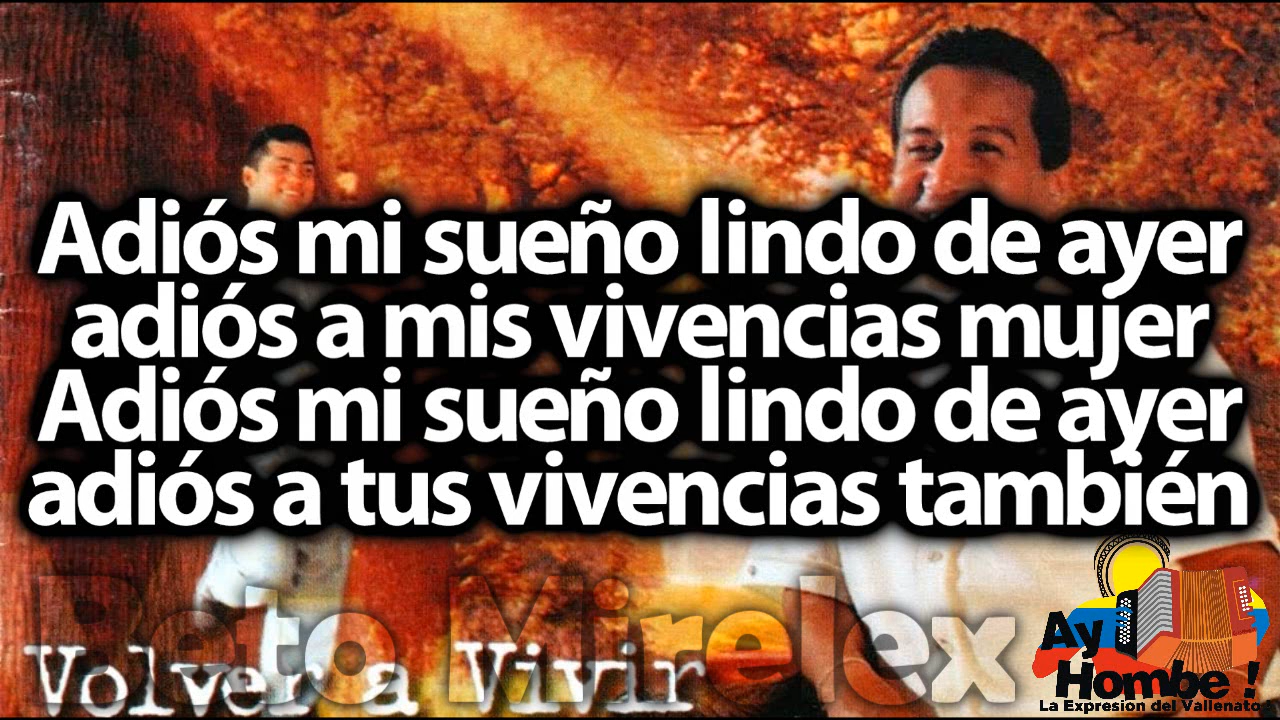 Adiós mi sueño lindo de ayer
adiós a mis vivencias mujer
Adiós mi sueño lindo de ayer
adiós a tus vivencias también
Beto Mirelex
Volver a Vivir
Ay
Hombe !
La Expresion del Vallenato